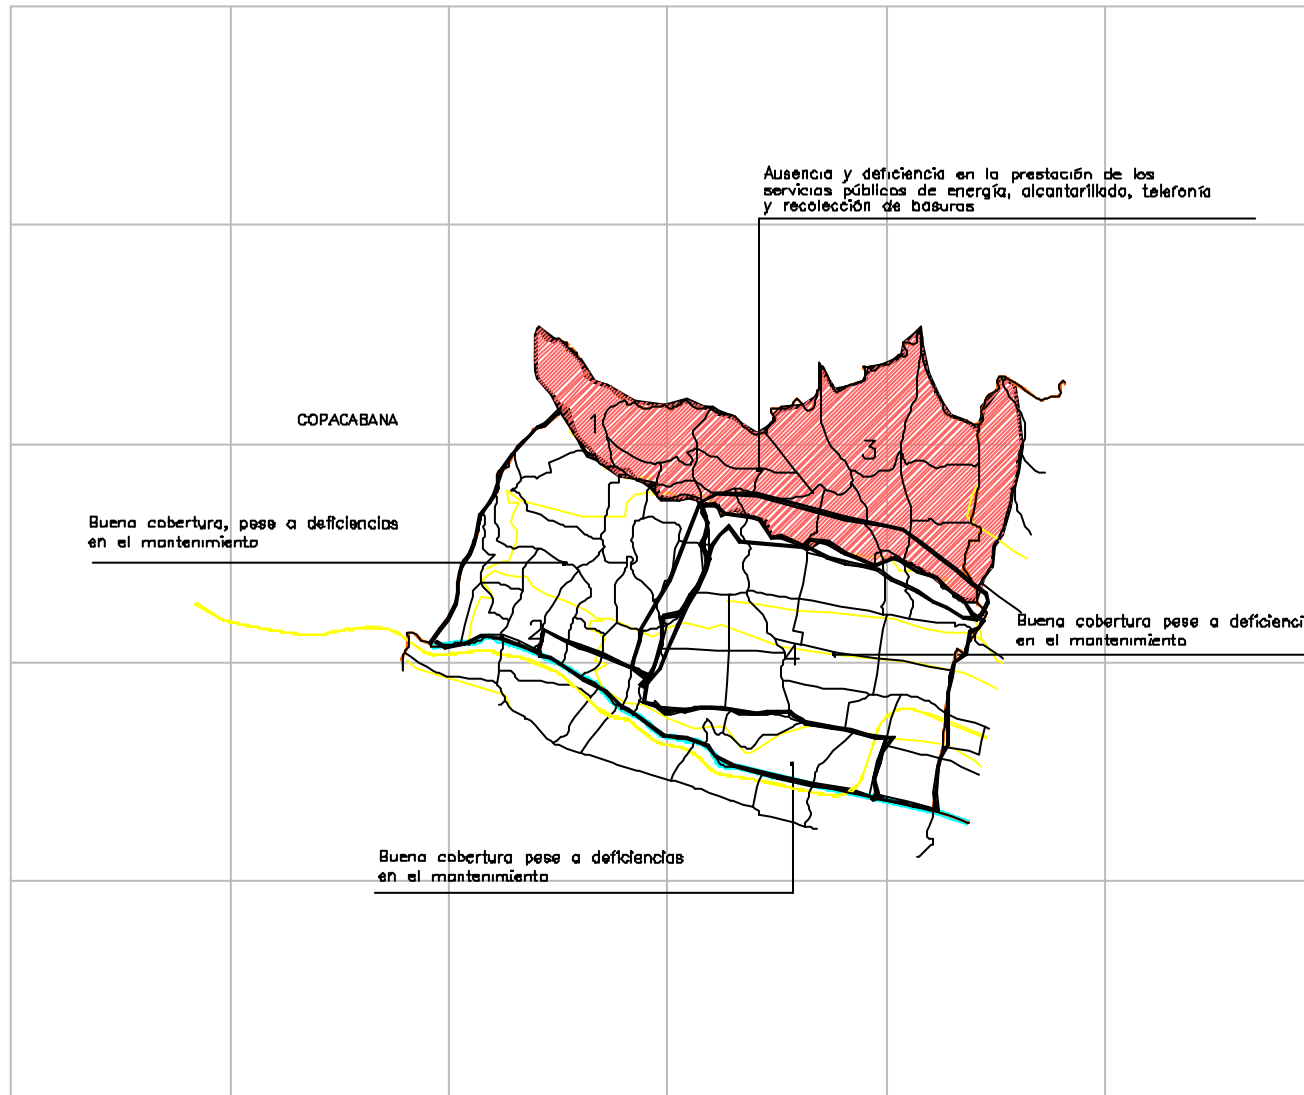 Ausencia y deficiencia en la prestación de los
servicios públicos de energía, alcantarillado, telefonía
y recolección de basuras
1
COPACABANA
3
Buena cobertura, pese a deficiencias
en el mantenimiento
2
Buena cobertura pese a deficienci
en el mantenimiento
4
Buena cobertura pese a deficiencias
en el mantenimiento